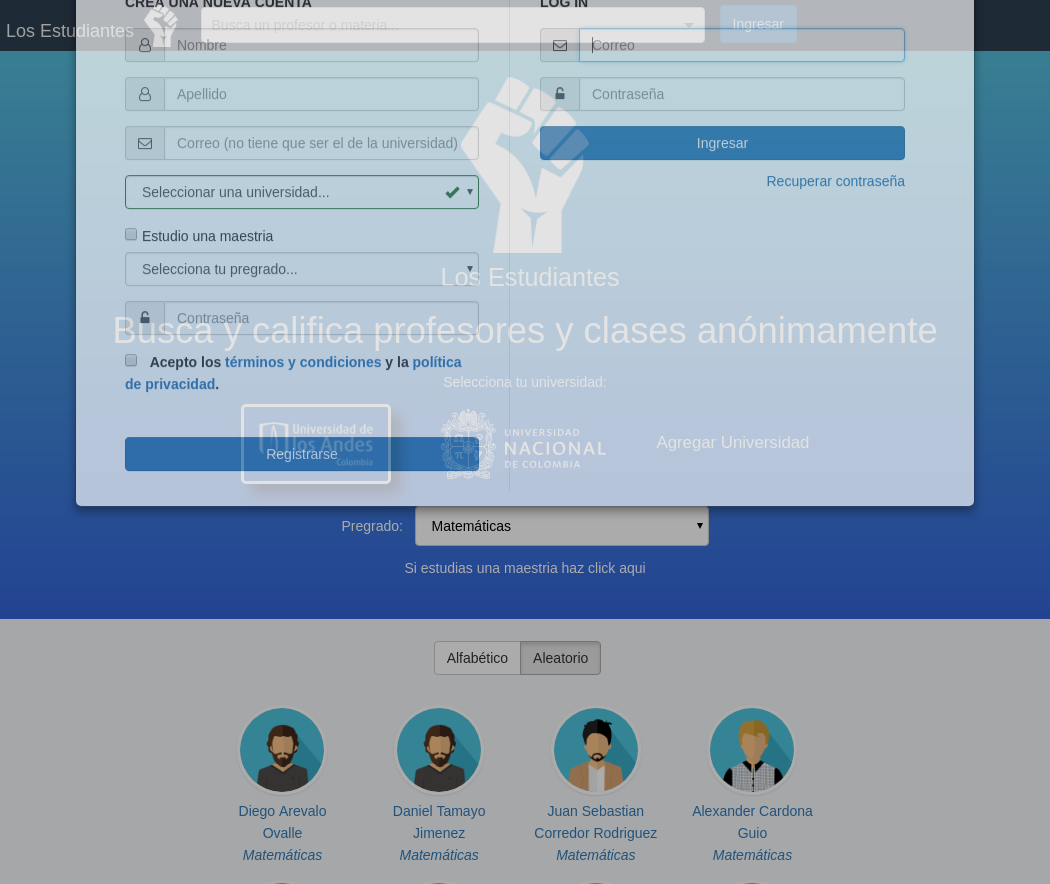 CREA UNA NUEVA CUENTA
LOG IN
Los Estudiantes
Busca un profesor o materia...
Ingresar
Nombre
Correo
Apellido
Contraseña
Correo (no tiene que ser el de la universidad)
Ingresar
Seleccionar una universidad...
Recuperar contraseña
Estudio una maestria
Selecciona tu pregrado...
Los Estudiantes
Contraseña
Busca y califica profesores y clases anónimamente
Acepto los términos y condiciones y la política
de privacidad.
Selecciona tu universidad:
Universidad de
los Andes
Colombia
UNIVERSIDAD
NACIONAL
DE COLOMBIA
Agregar Universidad
Registrarse
Pregrado: Matemáticas
Si estudias una maestria haz click aqui
Alfabético Aleatorio
Diego Arevalo
Ovalle
Matemáticas
Daniel Tamayo
Jimenez
Matemáticas
Juan Sebastian
Corredor Rodriguez
Matemáticas
Alexander Cardona
Guio
Matemáticas